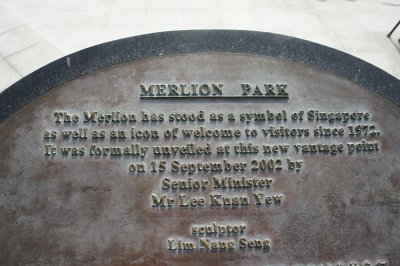 MERLION PARK
The Merlion has stood as a symbol of Singapore
as well as an icon of welcome to visitors since 1972.
It was formally unveiled at this new vantage point
on 15 September 2002 by
Senior Minister
Mr Lee Kuan Yew
sculptor
Lim Nang Seng